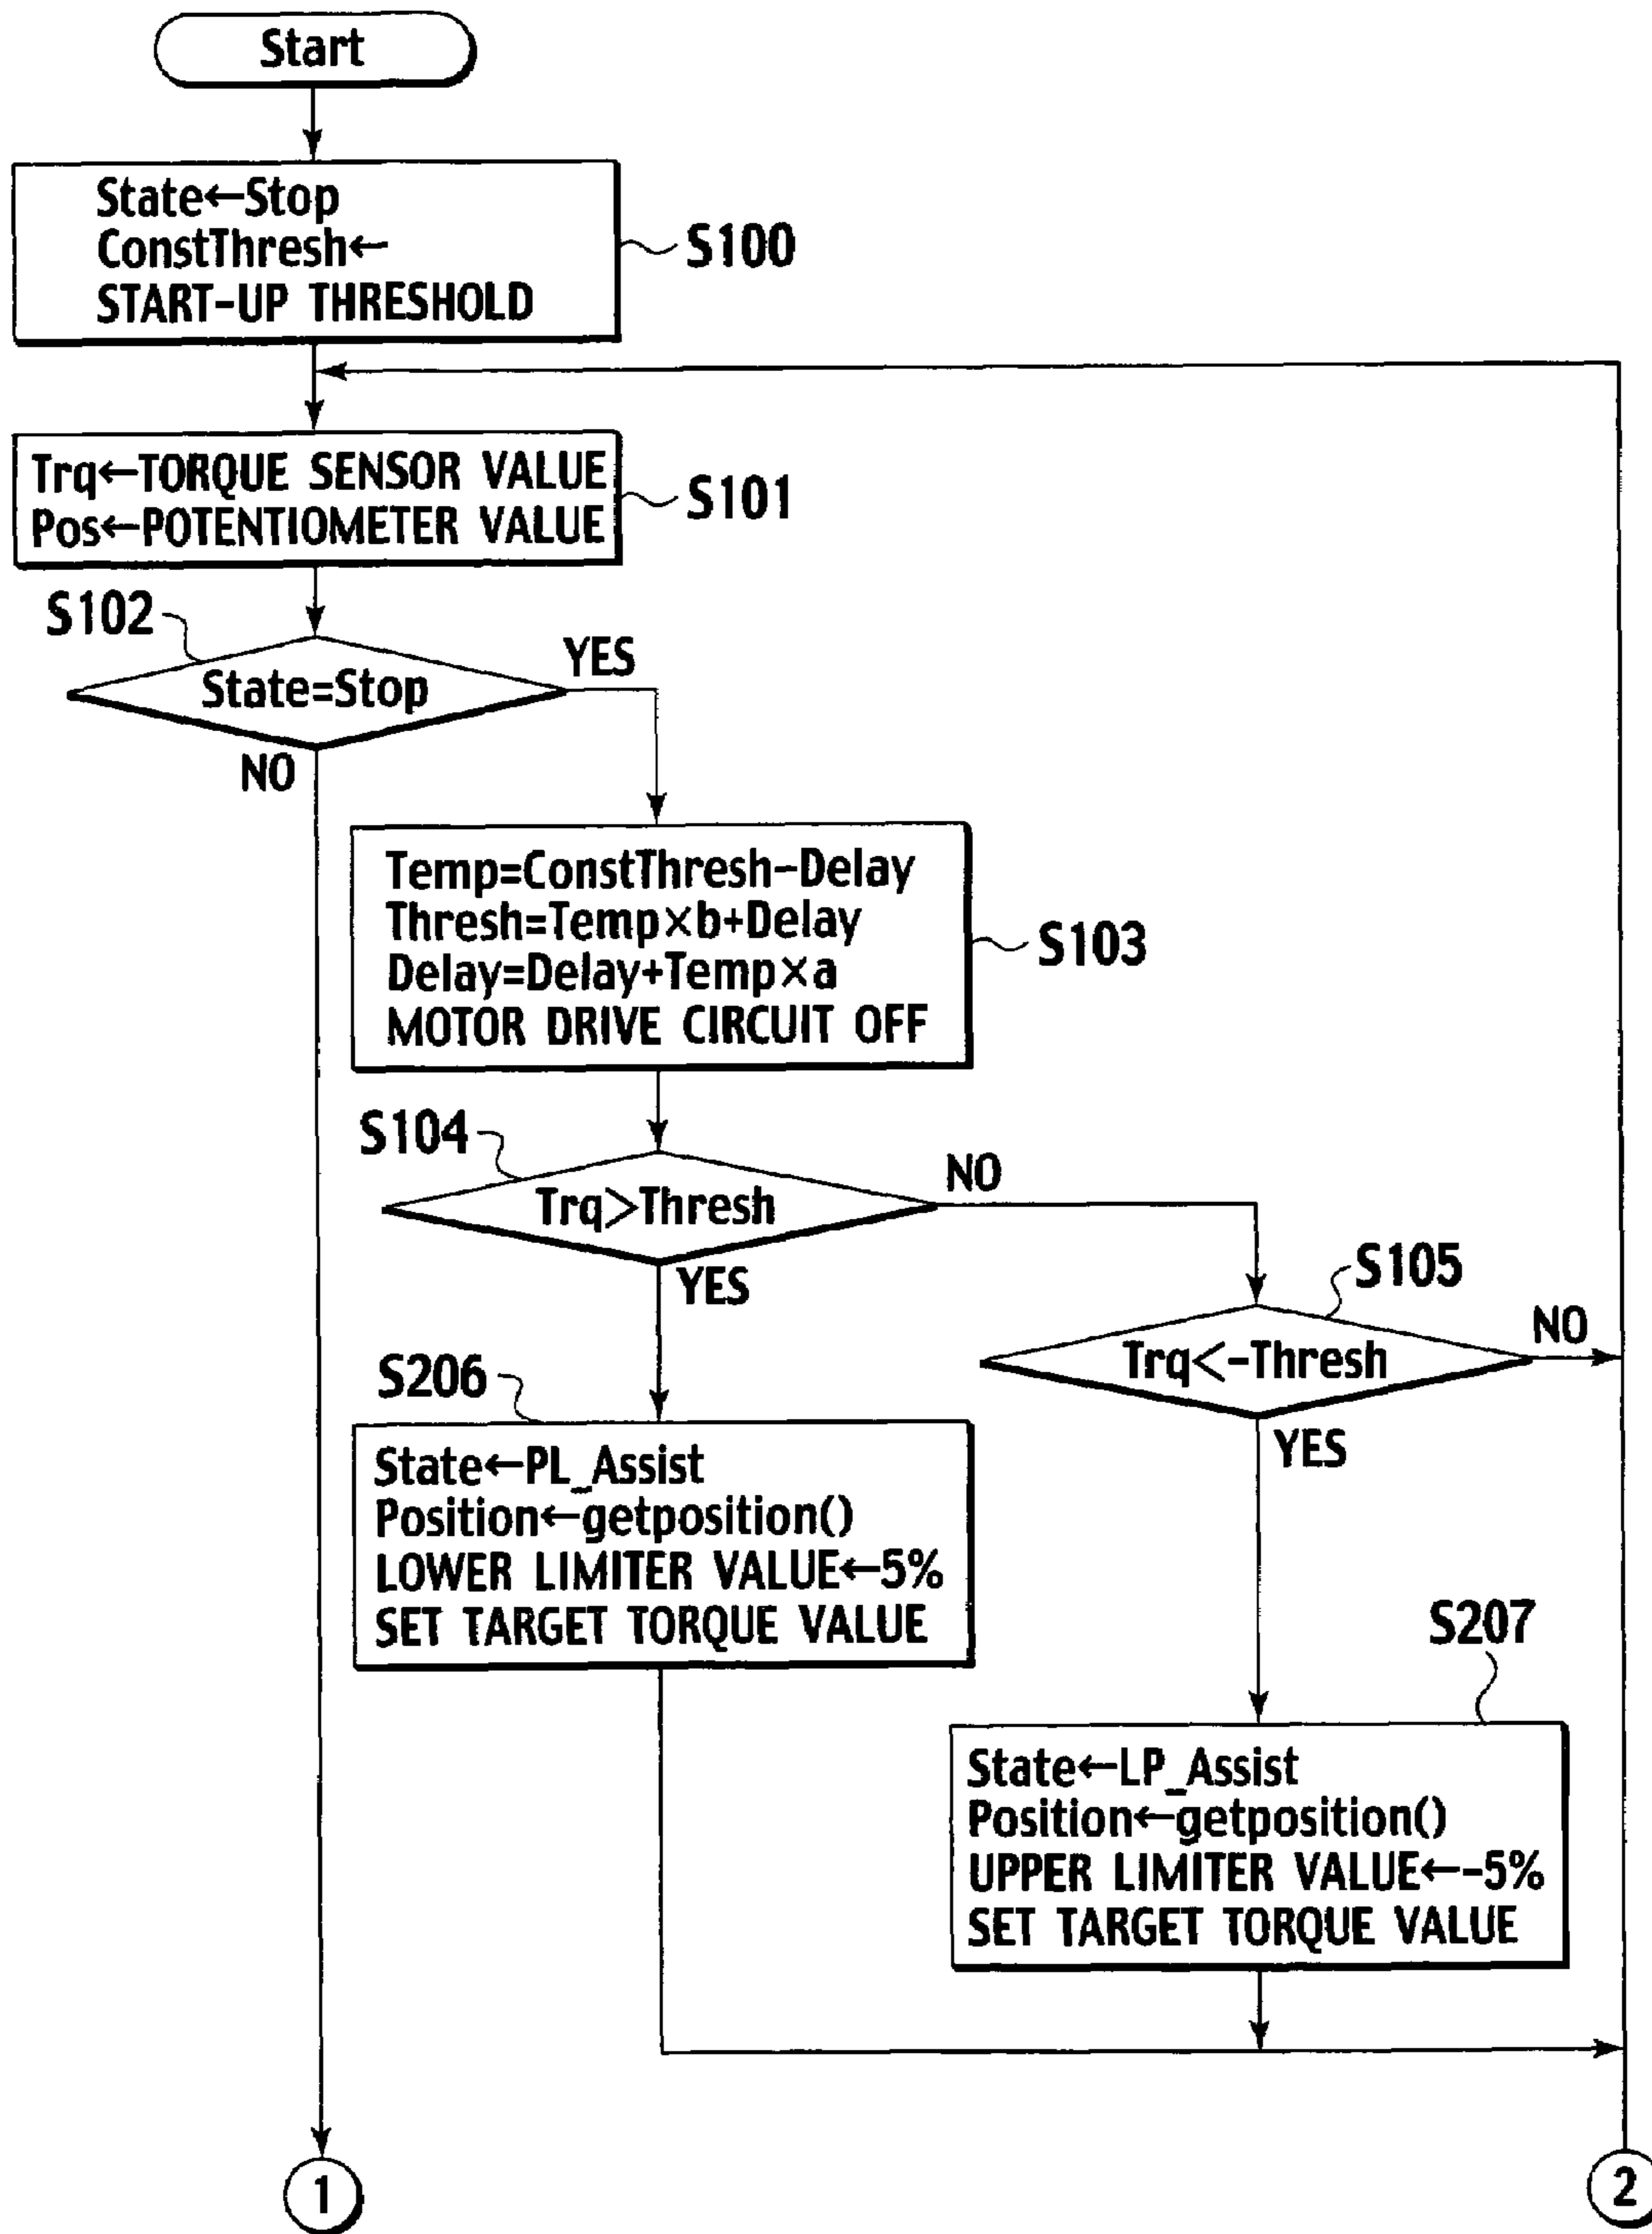 Start
State←Stop
ConstThresh←
START-UP THRESHOLD
S100
Trq←TORQUE SENSOR VALUE
Pos←POTENTIOMETER VALUE
S101
S102
State=Stop
YES
NO
Temp=ConstThresh-Delay
Thresh=Temp×b+Delay
Delay=Delay+Temp×a
MOTOR DRIVE CIRCUIT OFF
S103
S104
Trq>Thresh
NO
YES
S105
Trq<-Thresh
NO
YES
S206
State←PL_Assist
Position←getposition()
LOWER LIMITER VALUE←5%
SET TARGET TORQUE VALUE
S207
State←LP_Assist
Position←getposition()
UPPER LIMITER VALUE←-5%
SET TARGET TORQUE VALUE
1
2